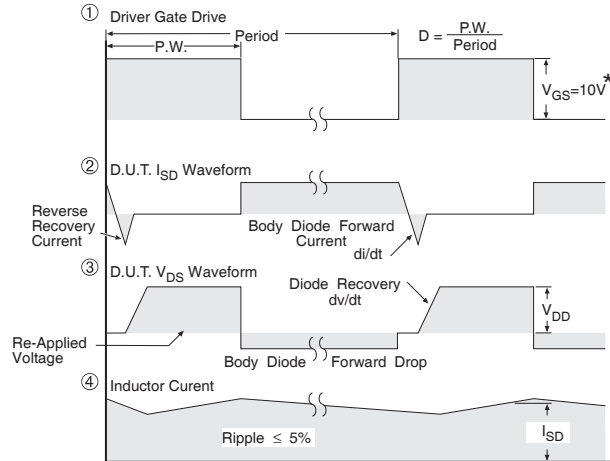 ① Driver Gate Drive
Period
P.W.
D = P.W. / Period
V_GS=10V*
② D.U.T. I_SD Waveform
Reverse
Recovery
Current
Body Diode Forward
Current
di/dt
③ D.U.T. V_DS Waveform
Diode Recovery
dv/dt
V_DD
Re-Applied
Voltage
Body Diode Forward Drop
④ Inductor Curent
Ripple ≤ 5%
I_SD